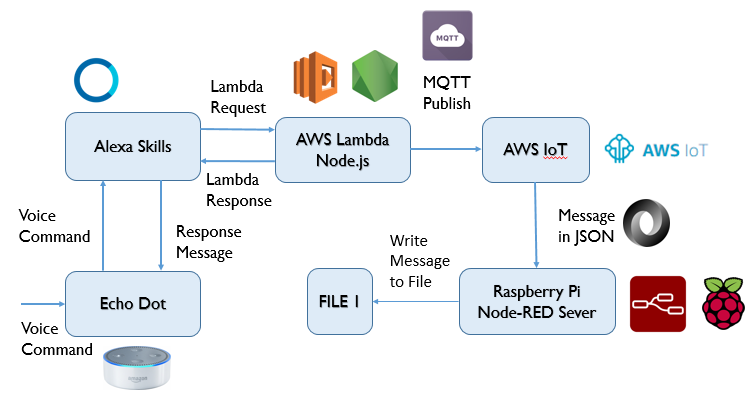 MQTT
MQTT
Publish
Lambda
Request
Alexa Skills
AWS Lambda
Node.js
AWS IoT
AWS IoT
Lambda
Response
Voice
Command
Response
Message
Message
in JSON
Write
Message
to File
Echo Dot
FILE 1
Raspberry Pi
Node-RED Sever
Voice
Command
amazon